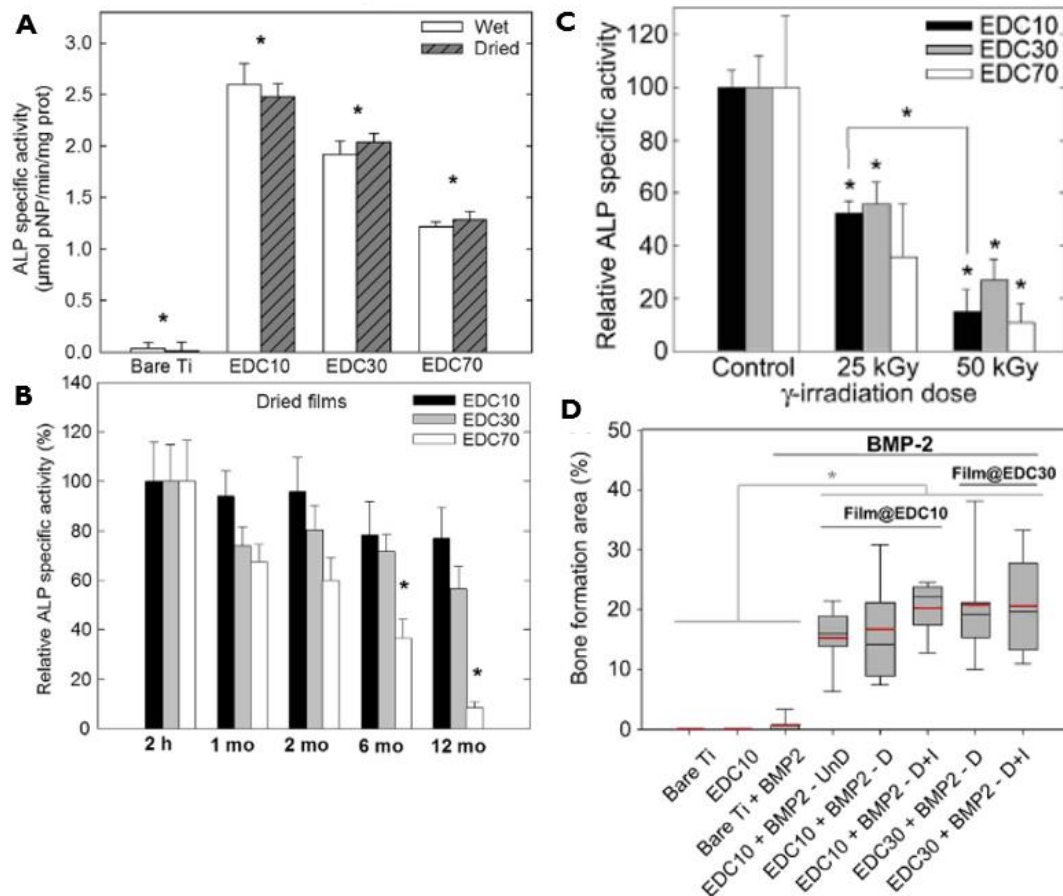 A
Wet
Dried
ALP specific activity
(µmol pNP/min/mg prot)
3.0
2.5
2.0
1.5
1.0
0.5
0.0
*
*
*
*
Bare Ti
EDC10
EDC30
EDC70
B
Dried films
EDC10
EDC30
EDC70
Relative ALP specific activity (%)
140
120
100
80
60
40
20
0
*
*
2 h
1 mo
2 mo
6 mo
12 mo
C
EDC10
EDC30
EDC70
Relative ALP specific activity
120
100
80
60
40
20
0
*
* *
* * *
Control
25 kGy
50 kGy
γ-irradiation dose
D
BMP-2
Film@EDC30
*
Film@EDC10
Bone formation area (%)
50
40
30
20
10
0
Bare Ti
EDC10
Bare Ti + BMP2
EDC10 + BMP2 - UnD
EDC10 + BMP2 - D
EDC10 + BMP2 - D+I
EDC30 + BMP2 - D
EDC30 + BMP2 - D+I